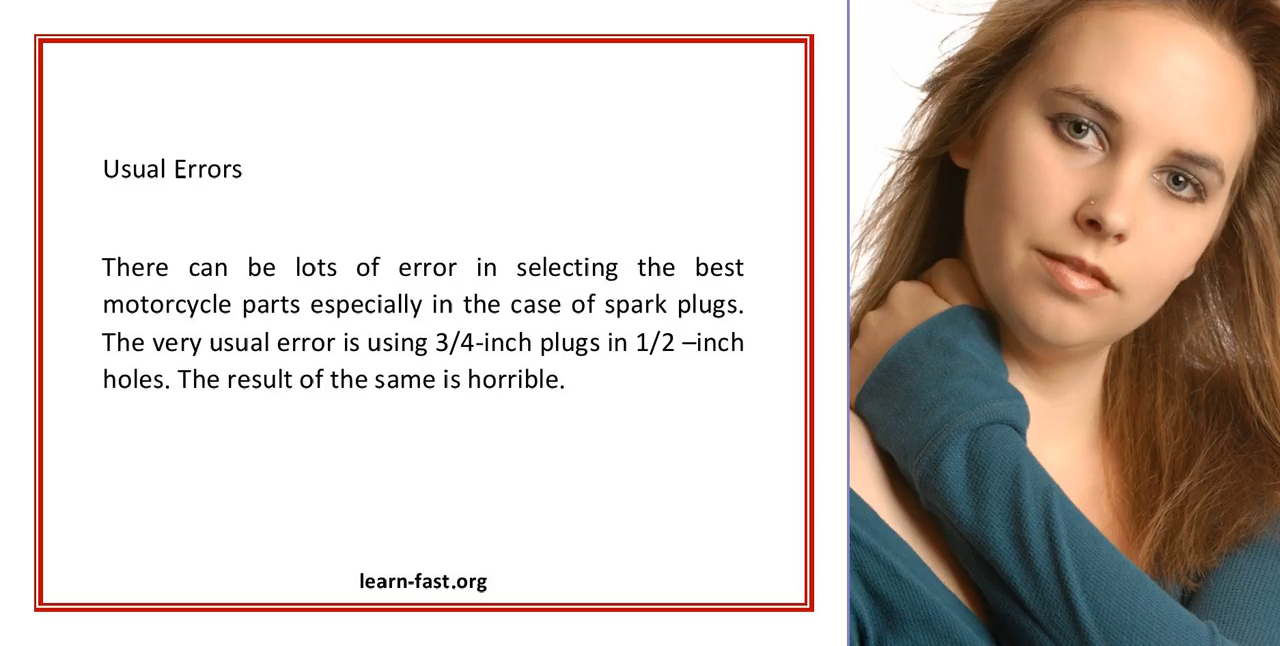 Usual Errors
There can be lots of error in selecting the best
motorcycle parts especially in the case of spark plugs.
The very usual error is using 3/4-inch plugs in 1/2 –inch
holes. The result of the same is horrible.
learn-fast.org